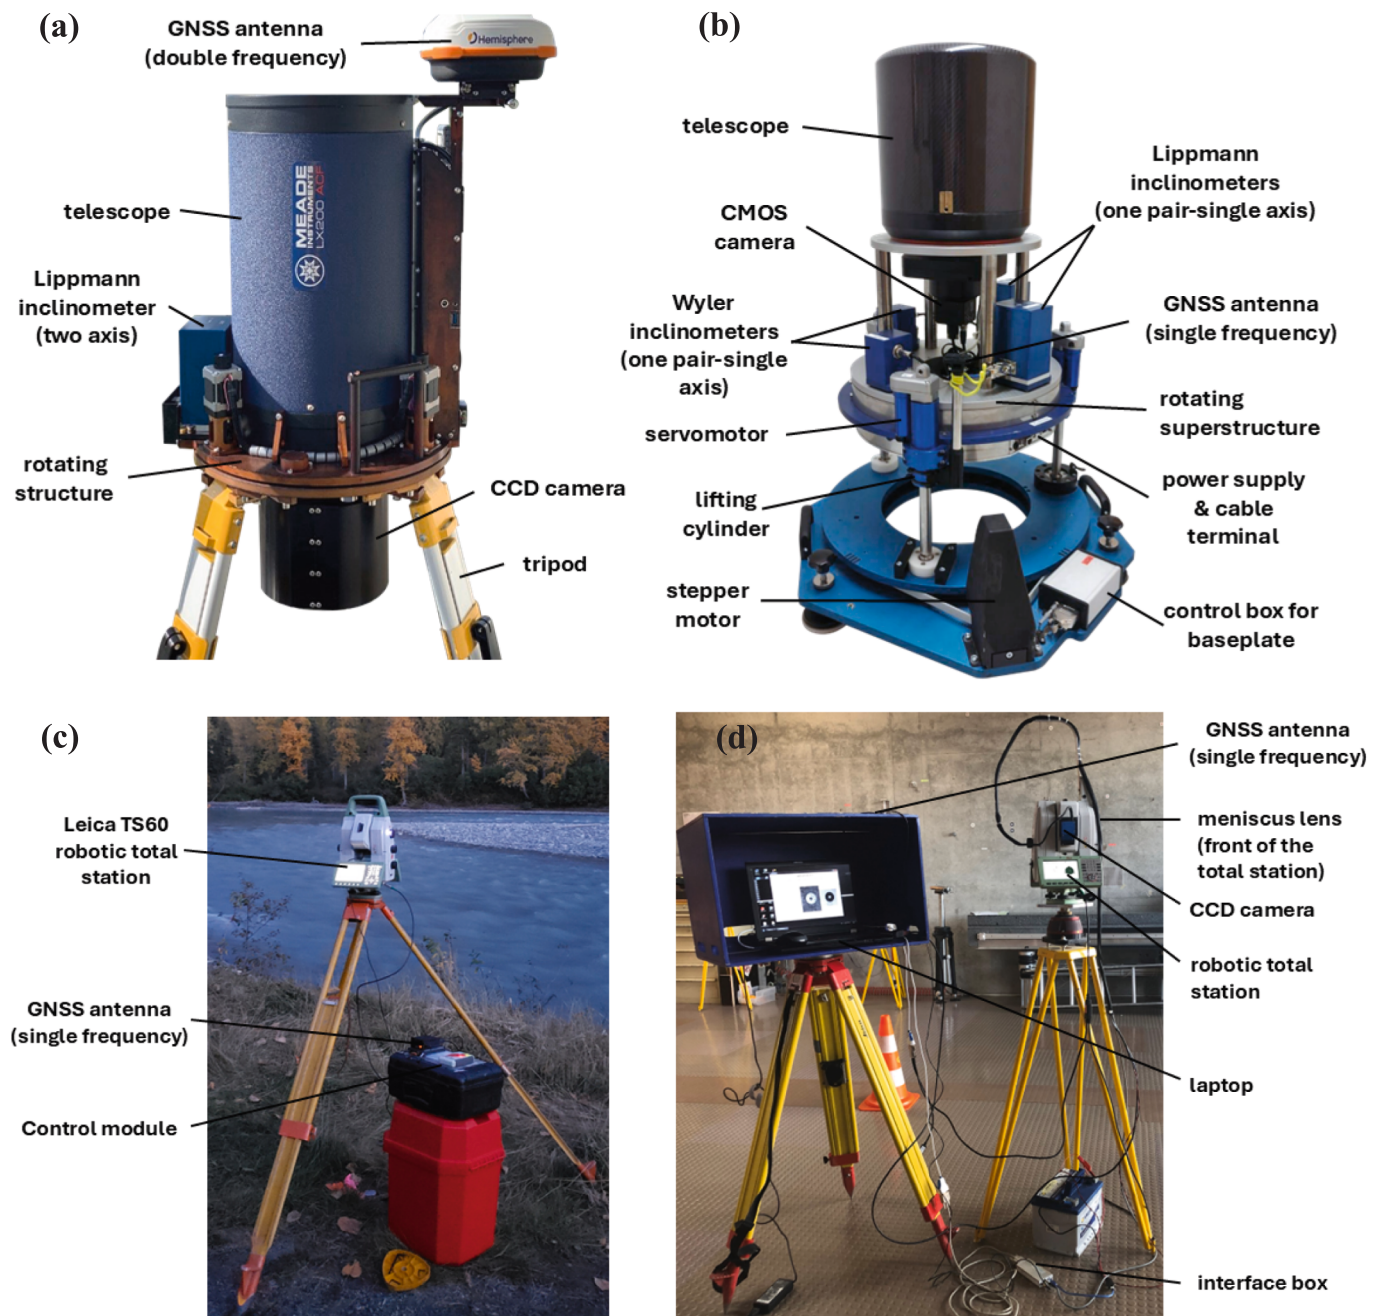 (a)
GNSS antenna
(double frequency)
Hemisphere
telescope
MEADE
INSTRUMENTS
LX200 ACF
Lippmann
inclinometer
(two axis)
rotating
structure
CCD camera
tripod
(b)
telescope
Lippmann
inclinometers
(one pair-single axis)
CMOS
camera
Wyler
inclinometers
(one pair-single
axis)
GNSS antenna
(single frequency)
servomotor
rotating
superstructure
lifting
cylinder
power supply
& cable
terminal
stepper
motor
control box for
baseplate
(c)
Leica TS60
robotic total
station
GNSS antenna
(single frequency)
Control module
(d)
GNSS antenna
(single frequency)
meniscus lens
(front of the
total station)
CCD camera
robotic total
station
laptop
interface box